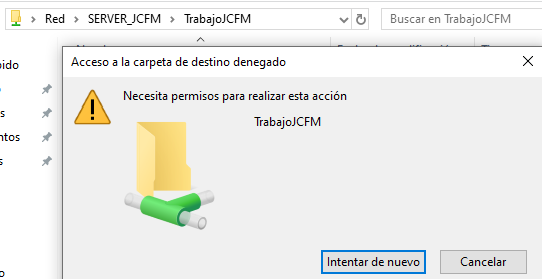 Red > SERVER_JCFM > TrabajoJCFM
Buscar en TrabajoJCFM
Acceso a la carpeta de destino denegado
Necesita permisos para realizar esta acción
TrabajoJCFM
Intentar de nuevo
Cancelar